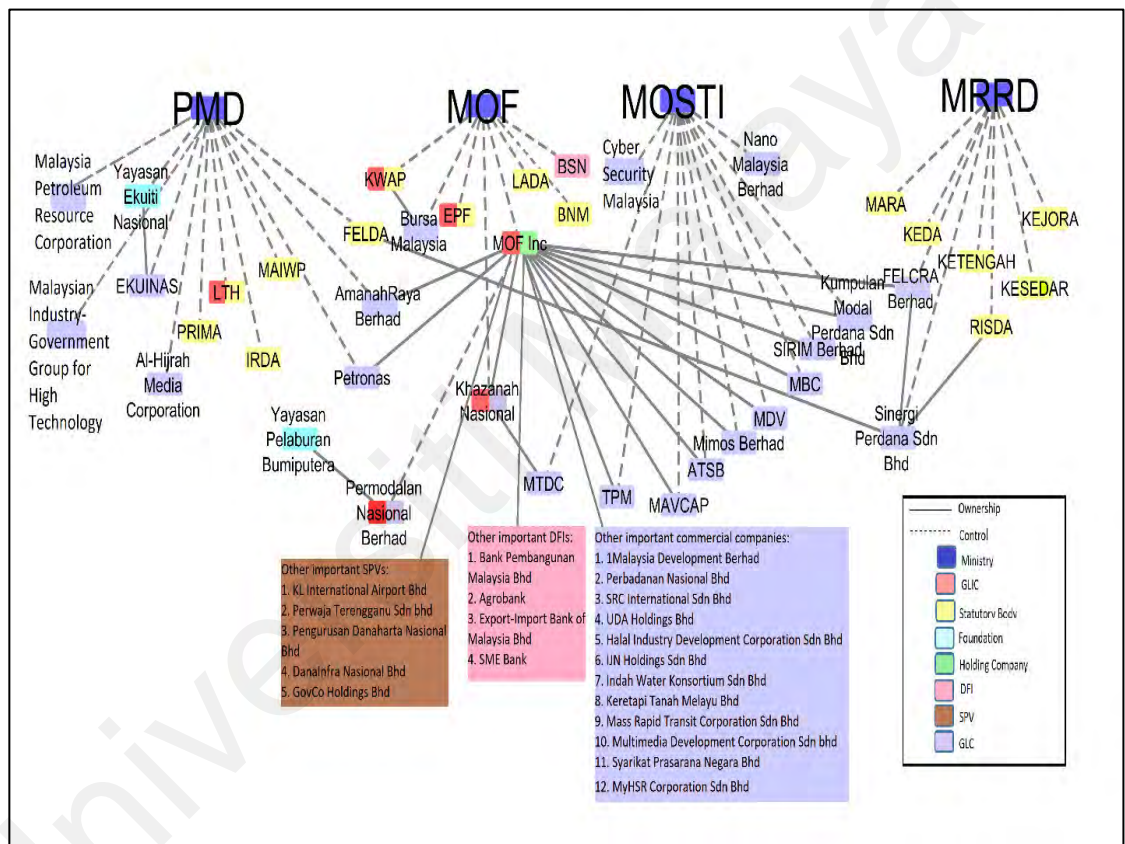 PMD
MOF
MOSTI
MRRD
Malaysia
Petroleum
Resource
Corporation
Yayasan
Ekuiti
Nasional
Malaysian
Industry-
Government
Group for
High
Technology
EKUINAS
PRIMA
LTH
Al-Hijrah
Media
Corporation
MAIWP
IRDA
FELDA
KWAP
Bursa
Malaysia
EPF
LADA
BSN
BNM
MOF Inc
AmanahRaya
Berhad
Petronas
Khazanah
Nasional
Yayasan
Pelaburan
Bumiputera
Permodalan
Nasional
Berhad
Cyber
Security
Malaysia
Nano
Malaysia
Berhad
Kumpulan
Modal
Perdana Sdn
Bhd
SIRIM Berhad
MBC
MDV
Mimos Berhad
ATSB
MAVCAP
TPM
MTDC
MARA
KEDA
KETENGAH
KEJORA
KESEDAR
FELCRA
Berhad
RISDA
Sinergi
Perdana Sdn
Bhd
Other important SPVs:
1. KL International Airport Bhd
2. Perwaja Terengganu Sdn bhd
3. Pengurusan Danaharta Nasional
Bhd
4. DanaInfra Nasional Bhd
5. GovCo Holdings Bhd
Other important DFIs:
1. Bank Pembangunan
Malaysia Bhd
2. Agrobank
3. Export-Import Bank of
Malaysia Bhd
4. SME Bank
Other important commercial companies:
1. 1Malaysia Development Berhad
2. Perbadanan Nasional Bhd
3. SRC International Sdn Bhd
4. UDA Holdings Bhd
5. Halal Industry Development Corporation Sdn Bhd
6. IJN Holdings Sdn Bhd
7. Indah Water Konsortium Sdn Bhd
8. Keretapi Tanah Melayu Bhd
9. Mass Rapid Transit Corporation Sdn Bhd
10. Multimedia Development Corporation Sdn bhd
11. Syarikat Prasarana Negara Bhd
12. MyHSR Corporation Sdn Bhd
Ownership
Control
Ministry
GLIC
Statutory Body
Foundation
Holding Company
DFI
SPV
GLC